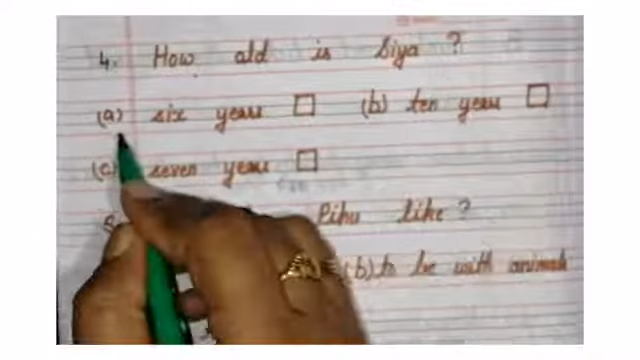 4. How old is Siya ?
(a) six years (b) ten years
(c) seven years
Pihu like ?
(b) to be with animals